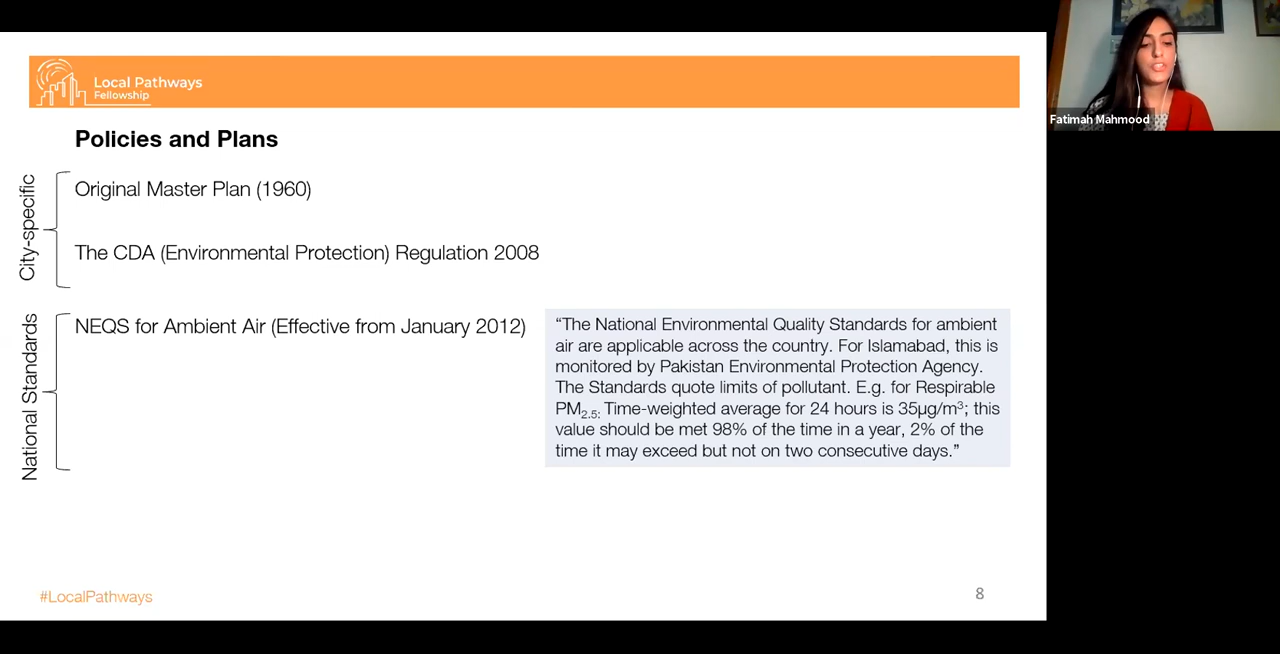 Local Pathways
Fellowship
Fatimah Mahmood
Policies and Plans
City-specific
Original Master Plan (1960)
The CDA (Environmental Protection) Regulation 2008
National Standards
NEQS for Ambient Air (Effective from January 2012)
“The National Environmental Quality Standards for ambient
air are applicable across the country. For Islamabad, this is
monitored by Pakistan Environmental Protection Agency.
The Standards quote limits of pollutant. E.g. for Respirable
PM2.5: Time-weighted average for 24 hours is 35µg/m³; this
value should be met 98% of the time in a year, 2% of the
time it may exceed but not on two consecutive days.”
#LocalPathways
8